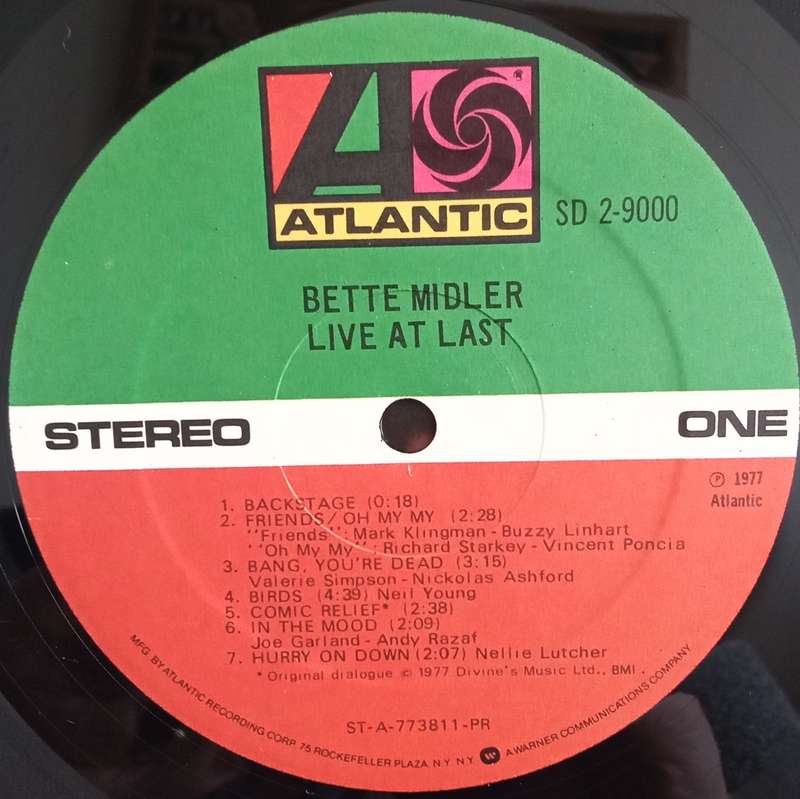 ATLANTIC
®
SD 2-9000
BETTE MIDLER
LIVE AT LAST
STEREO
ONE
℗ 1977
Atlantic
1. BACKSTAGE (0:18)
2. FRIENDS/OH MY MY (2:28)
"Friends": Mark Klingman - Buzzy Linhart
"Oh My My": Richard Starkey - Vincent Poncia
3. BANG, YOU'RE DEAD (3:15)
Valerie Simpson - Nickolas Ashford
4. BIRDS (4:39) Neil Young
5. COMIC RELIEF* (2:38)
6. IN THE MOOD (2:09)
Joe Garland - Andy Razaf
7. HURRY ON DOWN (2:07) Nellie Lutcher
* Original dialogue © 1977 Divine's Music Ltd., BMI.
ST-A-773811-PR
MFG. BY ATLANTIC RECORDING CORP. 75 ROCKEFELLER PLAZA. N.Y. N.Y. W A WARNER COMMUNICATIONS COMPANY